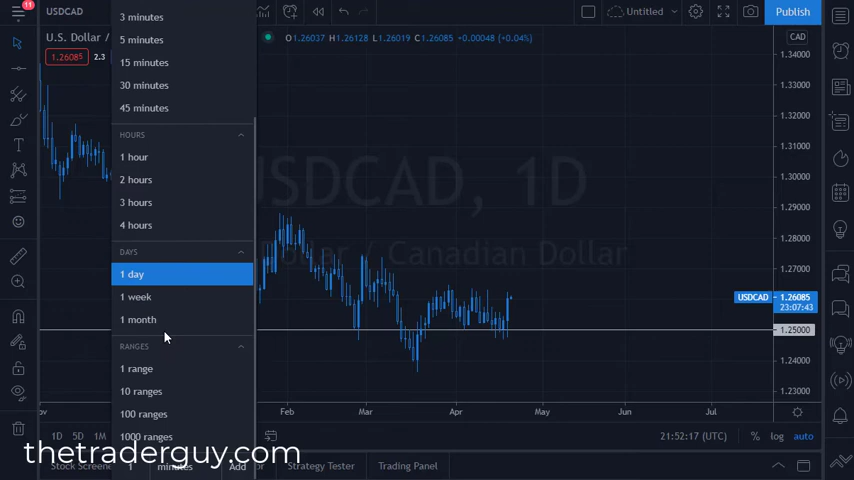 11
USDCAD
Untitled
Publish
U.S. Dollar /
O1.26037 H1.26128 L1.26019 C1.26085 +0.00048 (+0.04%)
CAD
1.26085
2.3
3 minutes
5 minutes
15 minutes
30 minutes
45 minutes
HOURS
1 hour
2 hours
3 hours
4 hours
DAYS
1 day
1 week
1 month
RANGES
1 range
10 ranges
100 ranges
1000 ranges
1 minutes Add
USDCAD, 1D
Dollar / Canadian Dollar
1.34000
1.33000
1.32000
1.31000
1.30000
1.29000
1.28000
1.27000
USDCAD 1.26085
23:07:43
1.25000
1.24000
1.23000
Feb Mar Apr May Jun Jul
1D 5D 1M
21:52:17 (UTC) % log auto
thetraderguy.com
Stock Screene
Strategy Tester Trading Panel